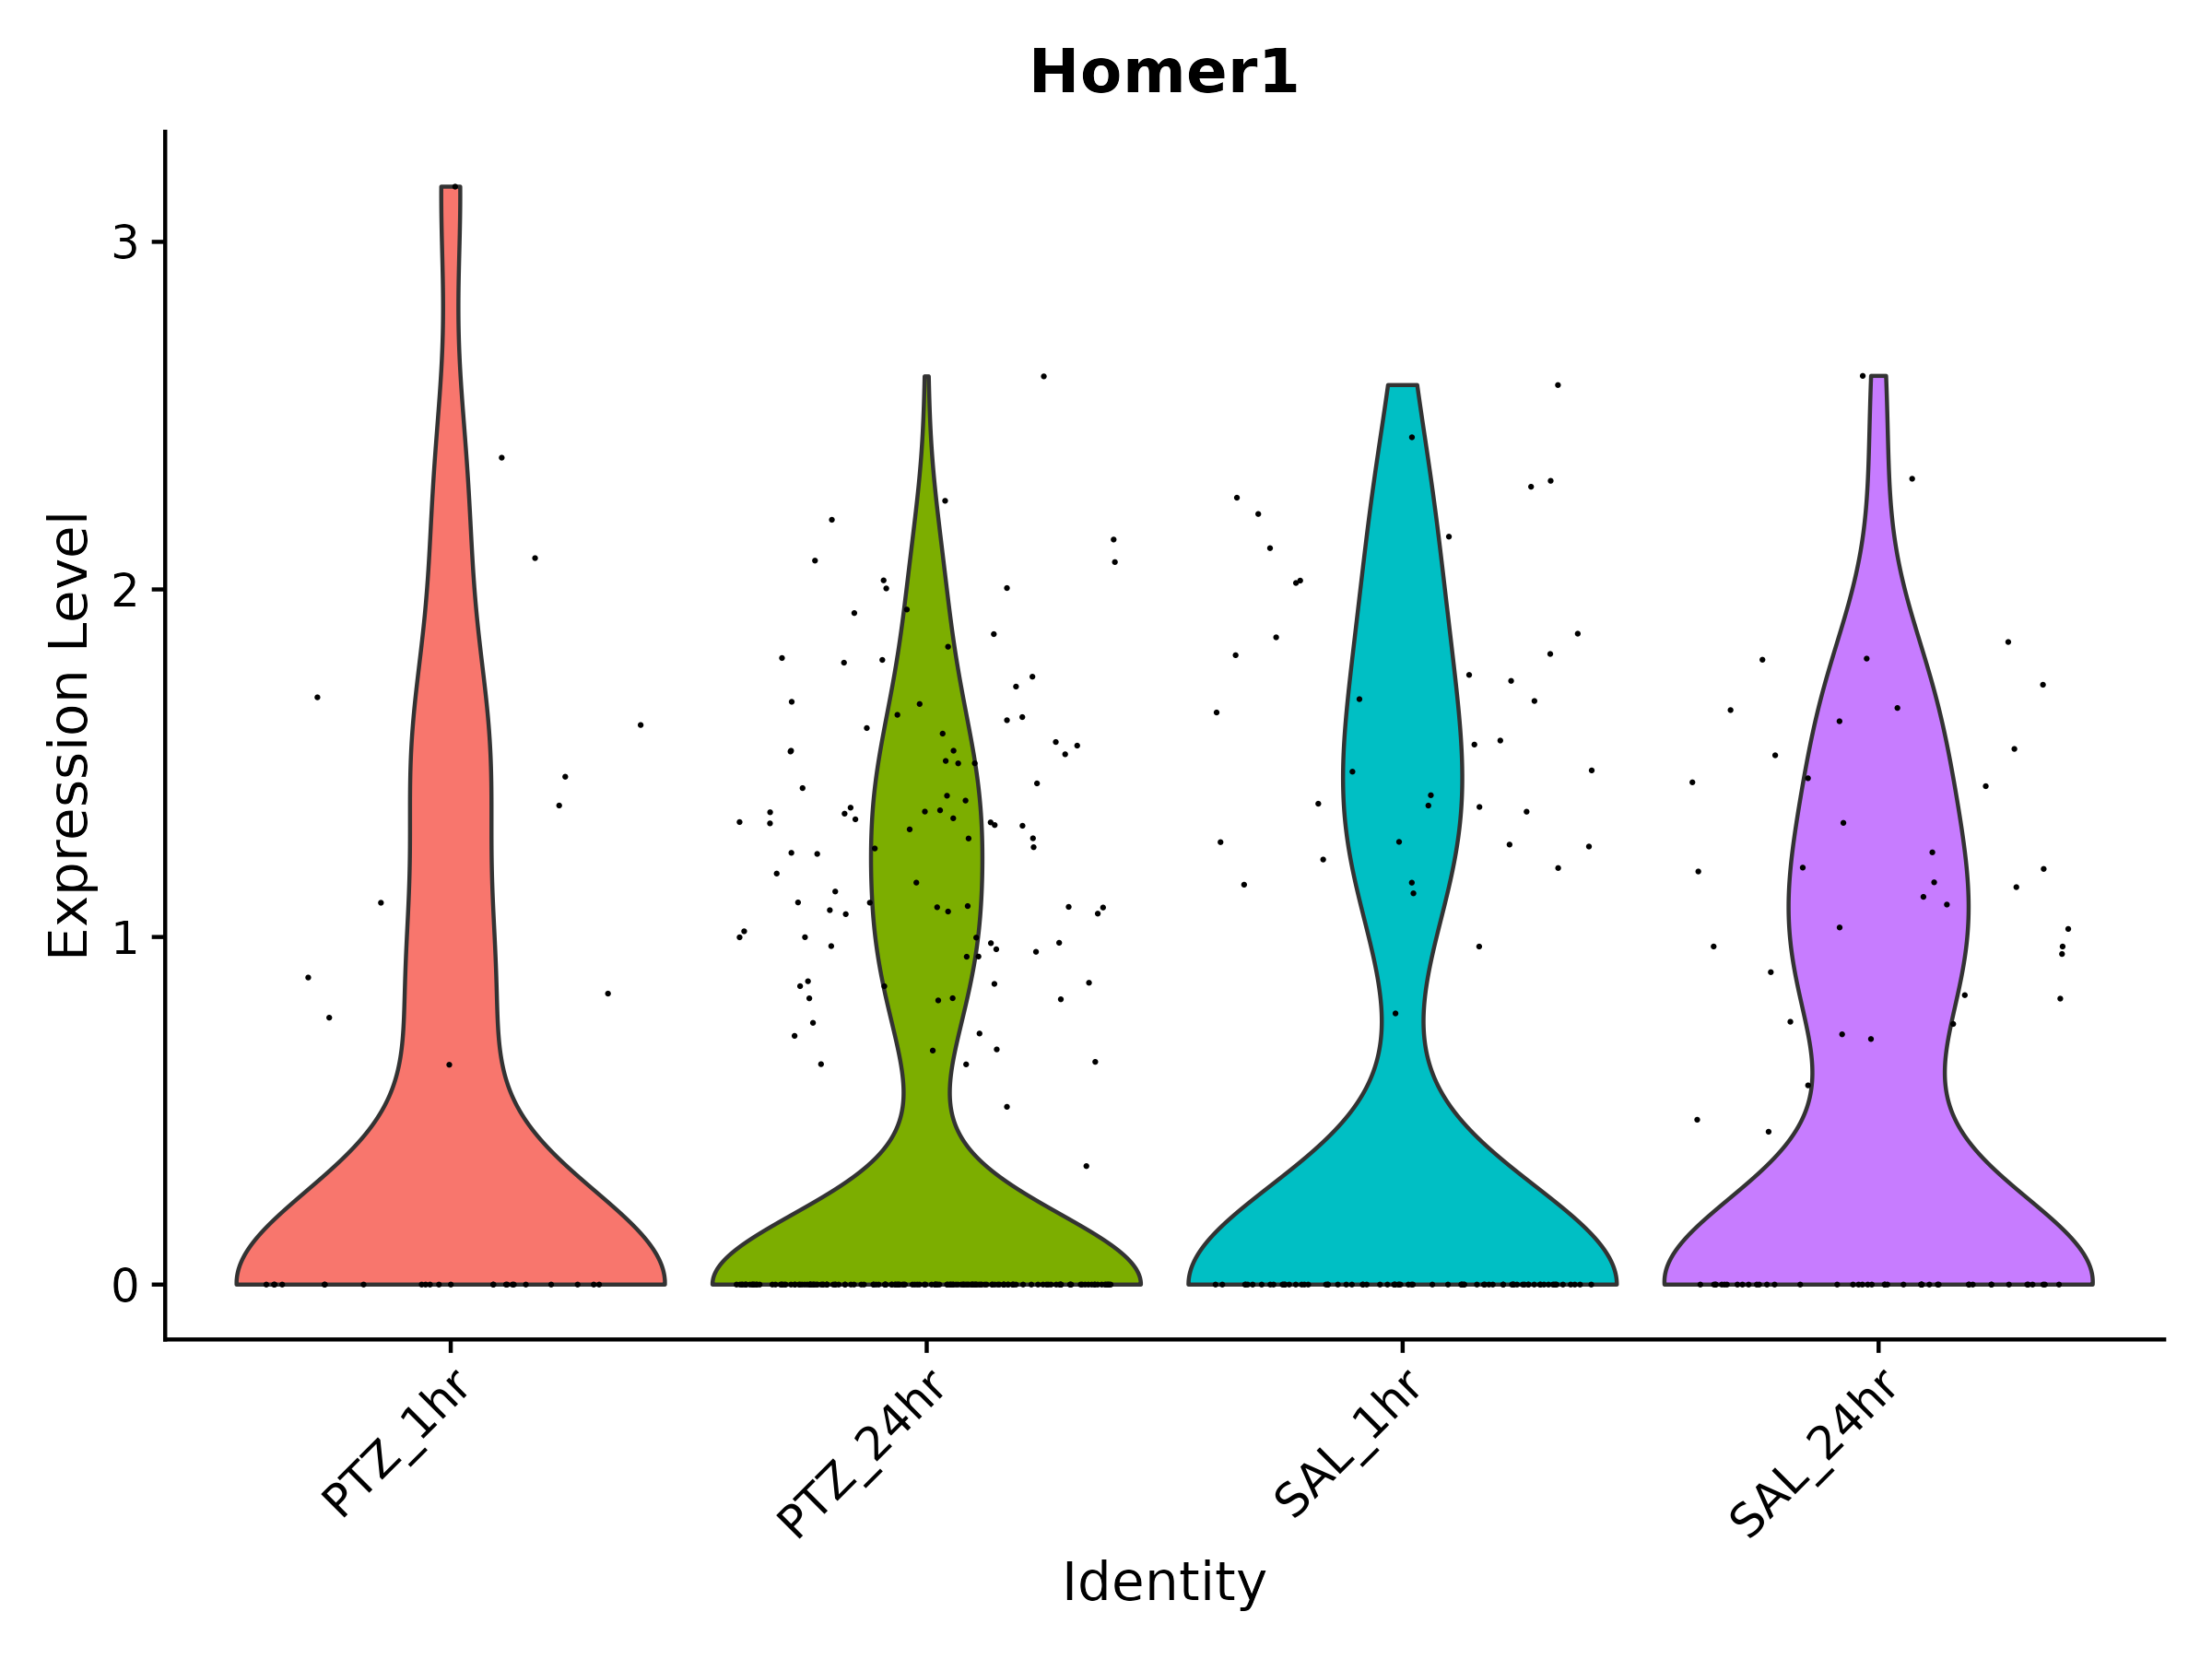 Homer1
Expression Level
3
2
1
0
PTZ_1hr
PTZ_24hr
SAL_1hr
SAL_24hr
Identity